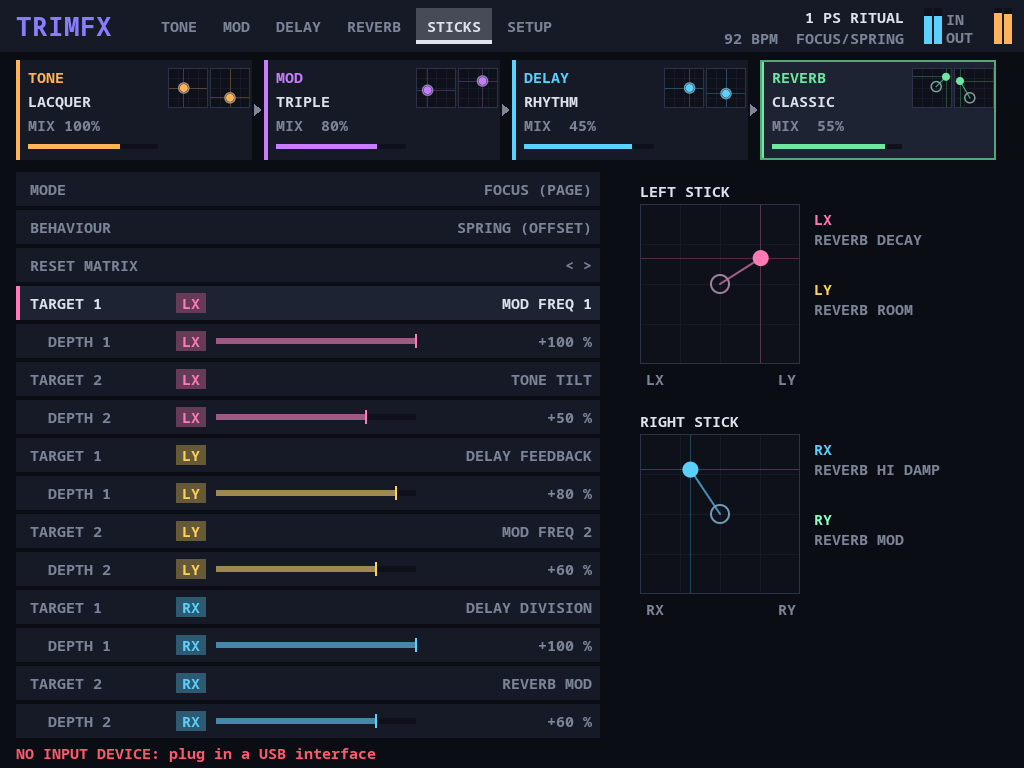 TRIMFX TONE MOD DELAY REVERB STICKS SETUP
1 PS RITUAL
92 BPM FOCUS/SPRING
IN
OUT
TONE
LACQUER
MIX 100%
MOD
TRIPLE
MIX 80%
DELAY
RHYTHM
MIX 45%
REVERB
CLASSIC
MIX 55%
MODE FOCUS (PAGE)
BEHAVIOUR SPRING (OFFSET)
RESET MATRIX < >
TARGET 1 LX MOD FREQ 1
DEPTH 1 LX +100 %
TARGET 2 LX TONE TILT
DEPTH 2 LX +50 %
TARGET 1 LY DELAY FEEDBACK
DEPTH 1 LY +80 %
TARGET 2 LY MOD FREQ 2
DEPTH 2 LY +60 %
TARGET 1 RX DELAY DIVISION
DEPTH 1 RX +100 %
TARGET 2 RX REVERB MOD
DEPTH 2 RX +60 %
LEFT STICK
LX
REVERB DECAY
LY
REVERB ROOM
LX LY
RIGHT STICK
RX
REVERB HI DAMP
RY
REVERB MOD
RX RY
NO INPUT DEVICE: plug in a USB interface